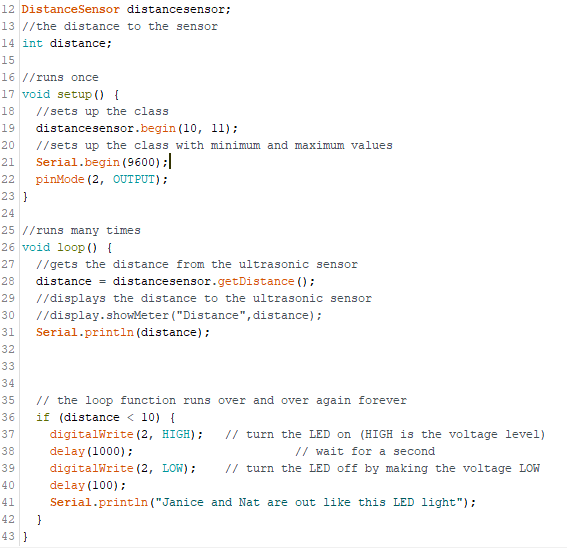 12 DistanceSensor distancesensor;
13 //the distance to the sensor
14 int distance;
15
16 //runs once
17 void setup() {
18   //sets up the class
19   distancesensor.begin(10, 11);
20   //sets up the class with minimum and maximum values
21   Serial.begin(9600);
22   pinMode(2, OUTPUT);
23 }
24
25 //runs many times
26 void loop() {
27   //gets the distance from the ultrasonic sensor
28   distance = distancesensor.getDistance();
29   //displays the distance to the ultrasonic sensor
30   //display.showMeter("Distance",distance);
31   Serial.println(distance);
32
33
34
35   // the loop function runs over and over again forever
36   if (distance < 10) {
37     digitalWrite(2, HIGH);   // turn the LED on (HIGH is the voltage level)
38     delay(1000);                       // wait for a second
39     digitalWrite(2, LOW);    // turn the LED off by making the voltage LOW
40     delay(100);
41     Serial.println("Janice and Nat are out like this LED light");
42   }
43 }